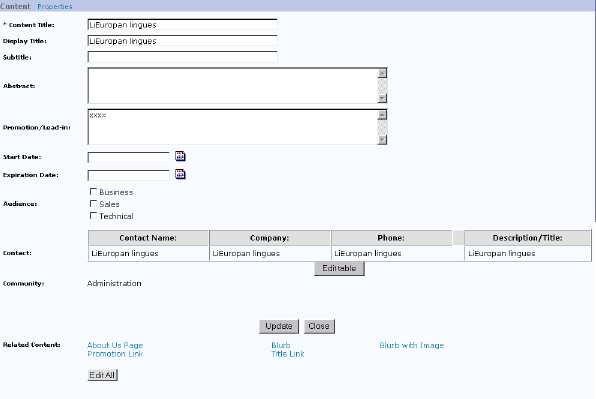 Content Properties
* Content Title: LiEuropan lingues
Display Title: LiEuropan lingues
Subtitle:
Abstract:
Promotion/Lead-in: xxxx
Start Date:
Expiration Date:
Audience:
Business
Sales
Technical
Contact Name: Company: Phone: Description/Title:
Contact: LiEuropan lingues LiEuropan lingues LiEuropan lingues LiEuropan lingues
Edit table
Community: Administration
Update Close
Related Content: About Us Page Blurb Blurb with Image
Promotion Link Title Link
Edit All